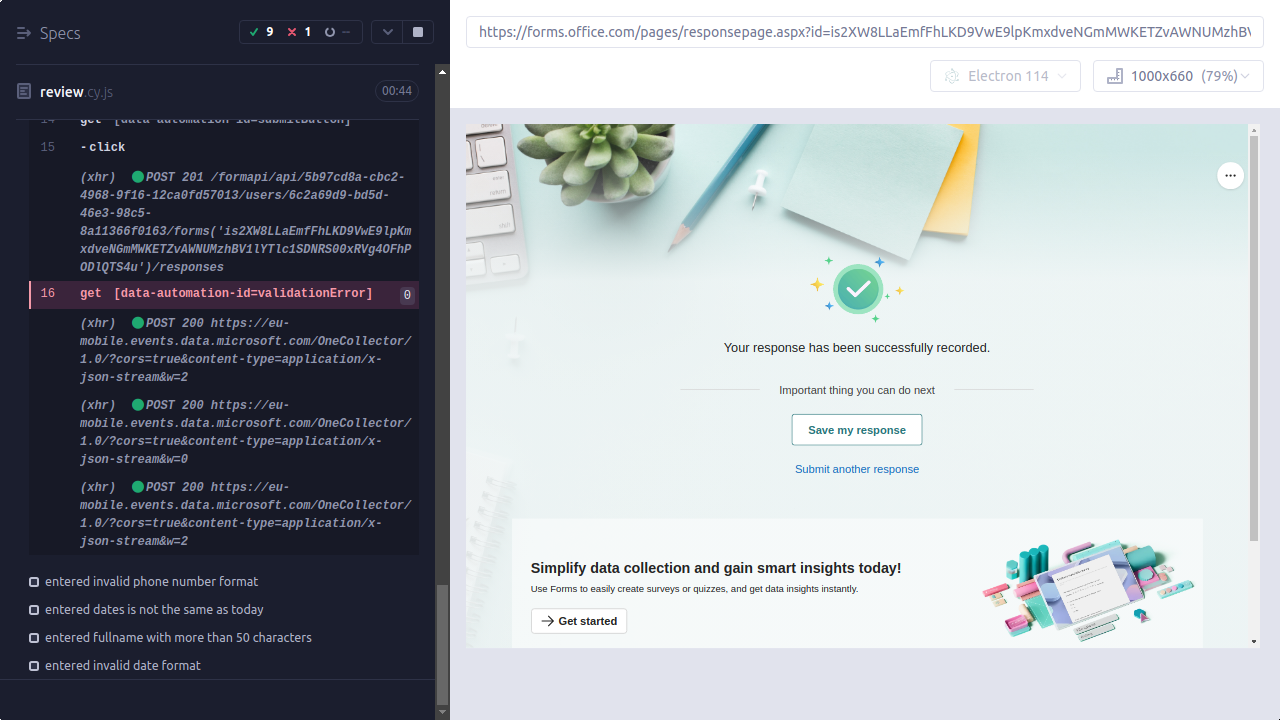 Specs
9
1
--
review.cy.js
00:44
14 get [data-automation-id=submitButton]
15 -click
(xhr) POST 201 /formapi/api/5b97cd8a-cbc2-
4968-9f16-12ca0fd57013/users/6c2a69d9-bd5d-
46e3-98c5-
8a11366f0163/forms('is2XW8LLaEmfFhLKD9VwE9lpKm
xdveNGmMWKETZvAWNUMzhBV1lYTlc1SDNRS00xRVg4OFhP
ODlQTS4u')/responses
16 get [data-automation-id=validationError] 0
(xhr) POST 200 https://eu-
mobile.events.data.microsoft.com/OneCollector/
1.0/?cors=true&content-type=application/x-
json-stream&w=2
(xhr) POST 200 https://eu-
mobile.events.data.microsoft.com/OneCollector/
1.0/?cors=true&content-type=application/x-
json-stream&w=0
(xhr) POST 200 https://eu-
mobile.events.data.microsoft.com/OneCollector/
1.0/?cors=true&content-type=application/x-
json-stream&w=2
entered invalid phone number format
entered dates is not the same as today
entered fullname with more than 50 characters
entered invalid date format
https://forms.office.com/pages/responsepage.aspx?id=is2XW8LLaEmfFhLKD9VwE9lpKmxdveNGmMWKETZvAWNUMzhBV
Electron 114
1000x660 (79%)
Your response has been successfully recorded.
Important thing you can do next
Save my response
Submit another response
Simplify data collection and gain smart insights today!
Use Forms to easily create surveys or quizzes, and get data insights instantly.
Get started